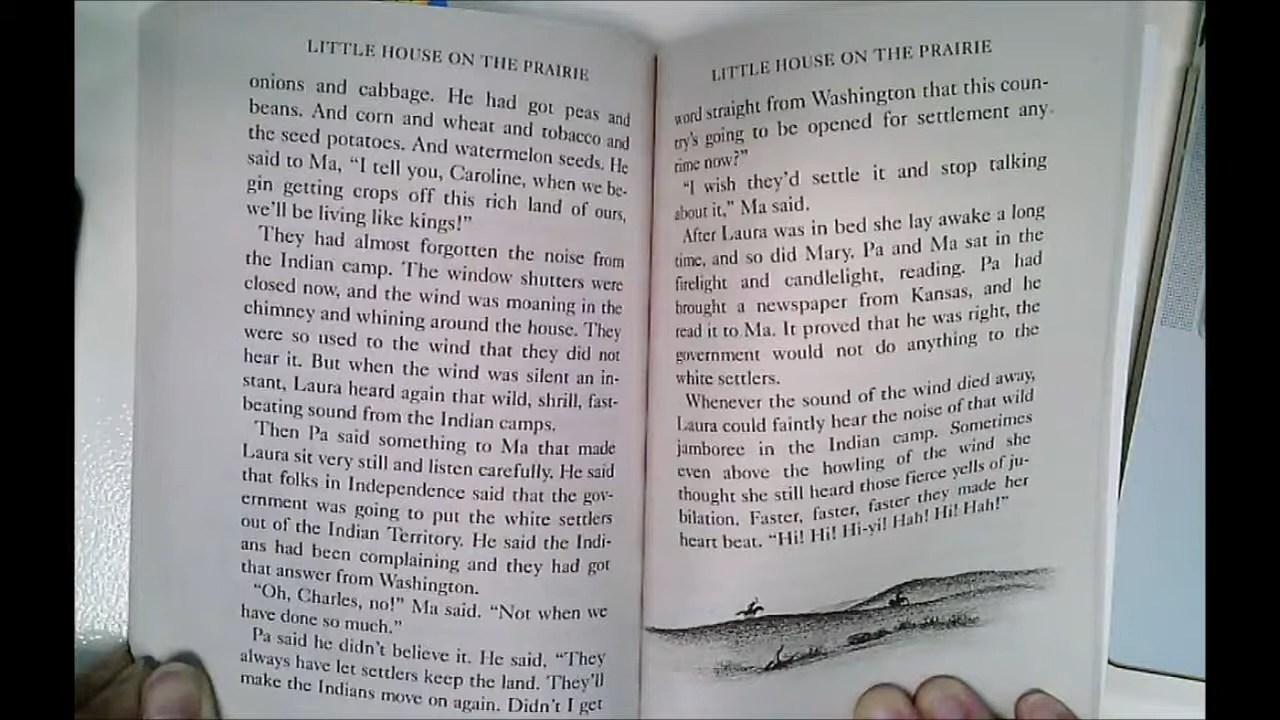 LITTLE HOUSE ON THE PRAIRIE
onions and cabbage. He had got peas and
beans. And corn and wheat and tobacco and
the seed potatoes. And watermelon seeds. He
said to Ma, “I tell you, Caroline, when we be-
gin getting crops off this rich land of ours,
we’ll be living like kings!”
They had almost forgotten the noise from
the Indian camp. The window shutters were
closed now, and the wind was moaning in the
chimney and whining around the house. They
were so used to the wind that they did not
hear it. But when the wind was silent an in-
stant, Laura heard again that wild, shrill, fast-
beating sound from the Indian camps.
Then Pa said something to Ma that made
Laura sit very still and listen carefully. He said
that folks in Independence said that the gov-
ernment was going to put the white settlers
out of the Indian Territory. He said the Indi-
ans had been complaining and they had got
that answer from Washington.
“Oh, Charles, no!” Ma said. “Not when we
have done so much.”
Pa said he didn’t believe it. He said, “They
always have let settlers keep the land. They’ll
make the Indians move on again. Didn’t I get
LITTLE HOUSE ON THE PRAIRIE
word straight from Washington that this coun-
try’s going to be opened for settlement any
time now?”
“I wish they’d settle it and stop talking
about it,” Ma said.
After Laura was in bed she lay awake a long
time, and so did Mary. Pa and Ma sat in the
firelight and candlelight, reading. Pa had
brought a newspaper from Kansas, and he
read it to Ma. It proved that he was right, the
government would not do anything to the
white settlers.
Whenever the sound of the wind died away,
Laura could faintly hear the noise of that wild
jamboree in the Indian camp. Sometimes
even above the howling of the wind she
thought she still heard those fierce yells of ju-
bilation. Faster, faster, faster they made her
heart beat. “Hi! Hi! Hi-yi! Hah! Hi! Hah!”